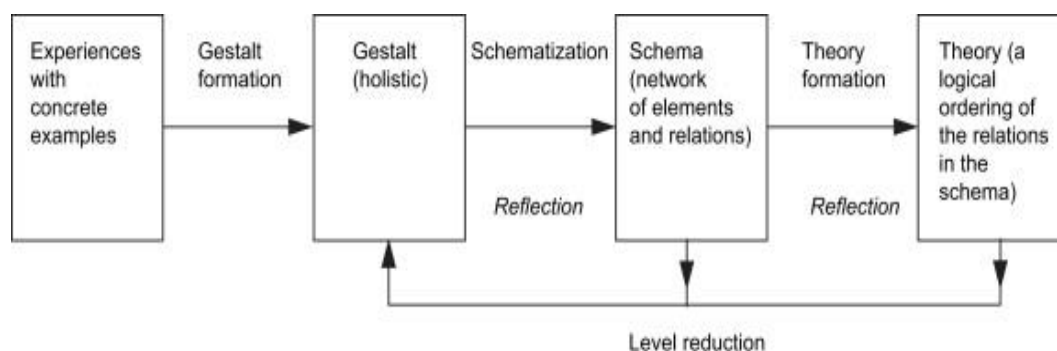 Experiences
with
concrete
examples
Gestalt
formation
Gestalt
(holistic)
Schematization
Reflection
Schema
(network
of elements
and relations)
Theory
formation
Reflection
Theory (a
logical
ordering of
the relations
in the
schema)
Level reduction